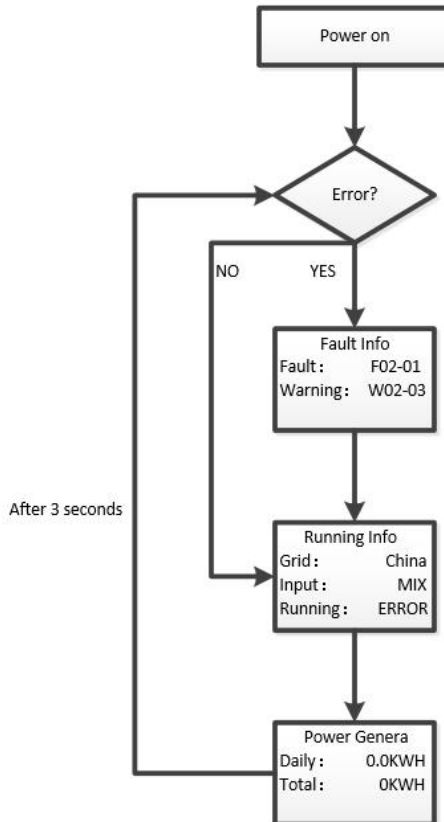 Power on
Error?
NO YES
Fault Info
Fault： F02-01
Warning： W02-03
After 3 seconds
Running Info
Grid： China
Input： MIX
Running： ERROR
Power Genera
Daily： 0.0KWH
Total： 0KWH